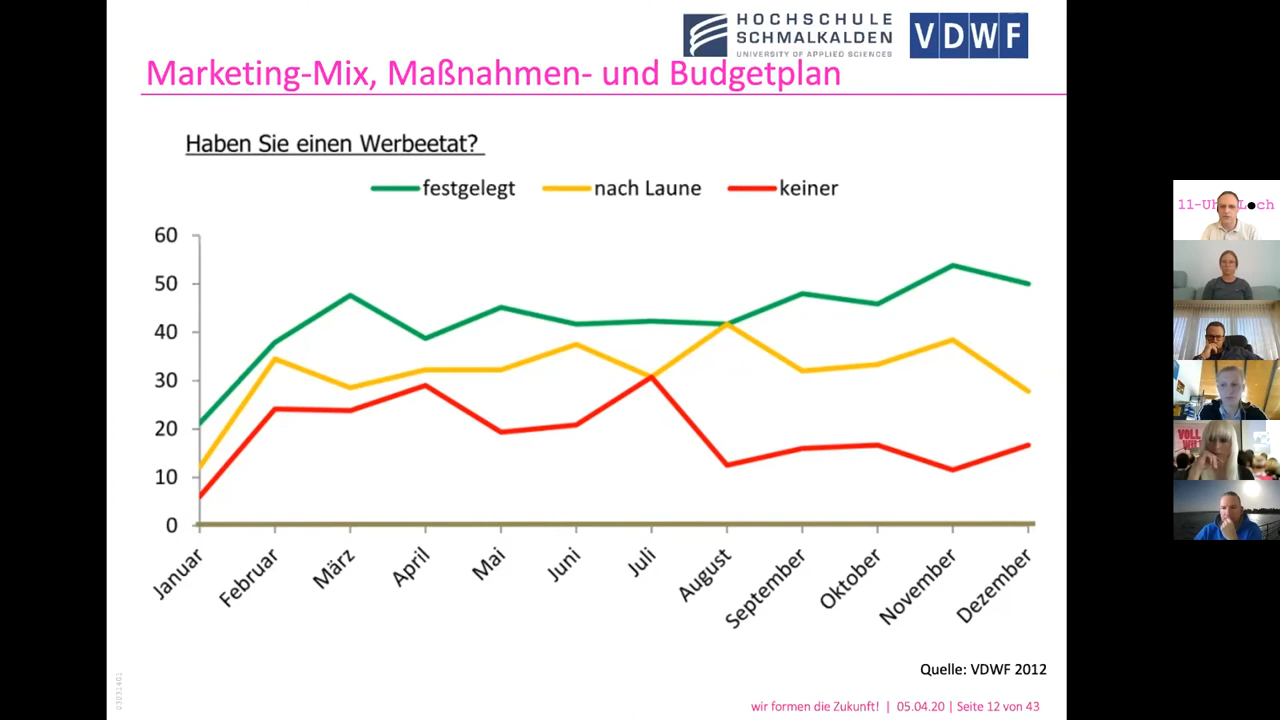 HOCHSCHULE
SCHMALKALDEN
UNIVERSITY OF APPLIED SCIENCES
VDWF
Marketing-Mix, Maßnahmen- und Budgetplan
Haben Sie einen Werbeetat?
festgelegt nach Laune keiner
60
50
40
30
20
10
0
Januar
Februar
März
April
Mai
Juni
Juli
August
September
Oktober
November
Dezember
Quelle: VDWF 2012
wir formen die Zukunft! | 05.04.20 | Seite 12 von 43
03031401
VOLL